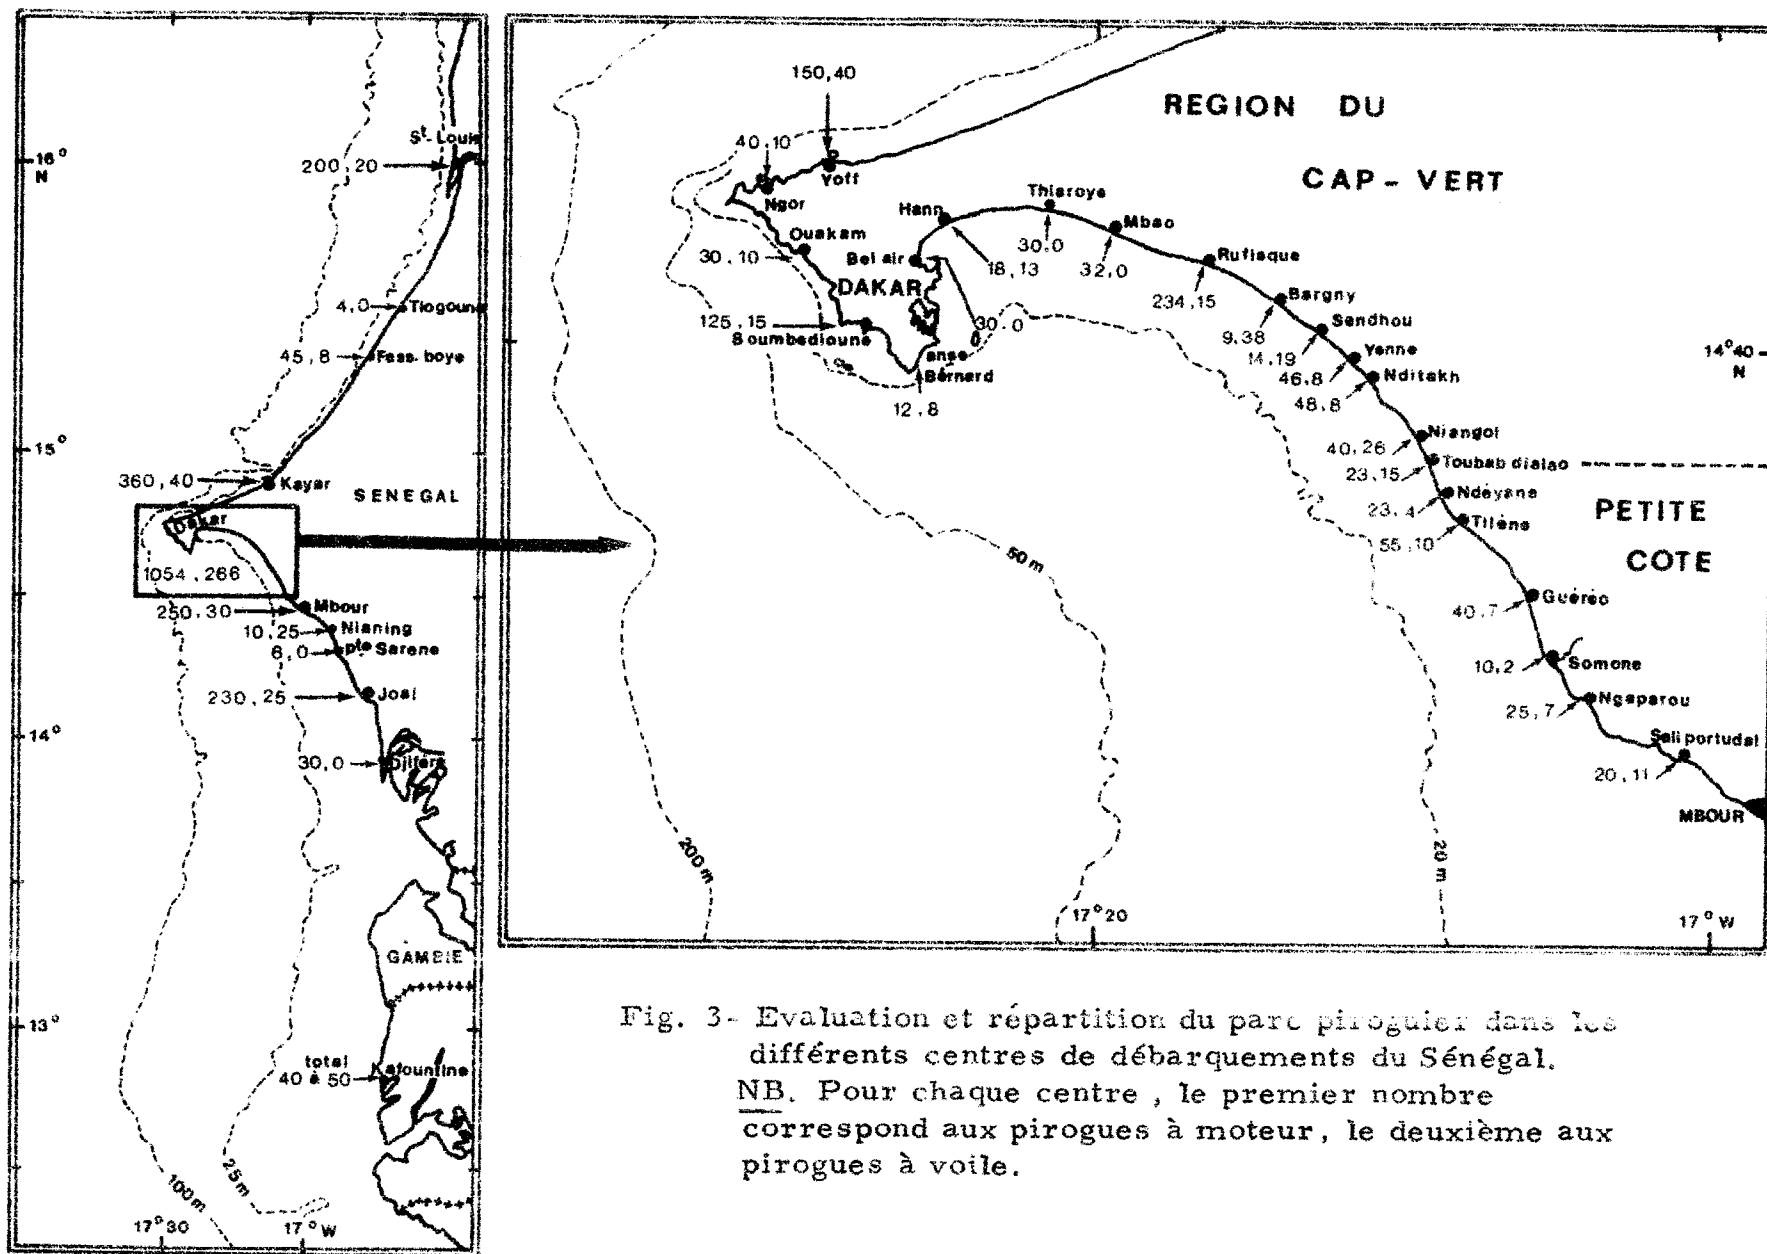 St-Louis
16°
N
200,20
4,0 Tiogoune
45,8 Fass. boye
15°
360,40 Kayar
SENEGAL
Dakar
1054,266
250,30 Mbour
10,25 Nianing
pte Sarene
230,25 Joal
14°
30,0 Djifère
GAMBIE
13°
total
40 à 50 Kafountine
100 m
25 m
17°30
17° W
150,40
REGION DU
CAP-VERT
40,10
Yoff
Ngor
Ouakam
30,10
Hann
Thiaroye
Mbao
Bel air
18,13
30,0
32,0
Rufisque
DAKAR
234,15
Bargny
125,15
Soumbedioune
30,0
9,38
Sendhou
14,19
Yenne
14°40
N
anse
Bérnard
46,8
Nditakh
12,8
48,8
Niangol
40,26
Toubab dialao
23,15
Ndéyane
23,4
Tilène
55,10
PETITE
COTE
50 m
Guéréo
40,7
Somone
10,2
Ngaparou
25,7
Sali portudal
20,11
MBOUR
200 m
20 m
17°20
17° W
Fig. 3- Evaluation et répartition du parc piroguier dans les
différents centres de débarquements du Sénégal.
NB. Pour chaque centre , le premier nombre
correspond aux pirogues à moteur, le deuxième aux
pirogues à voile.